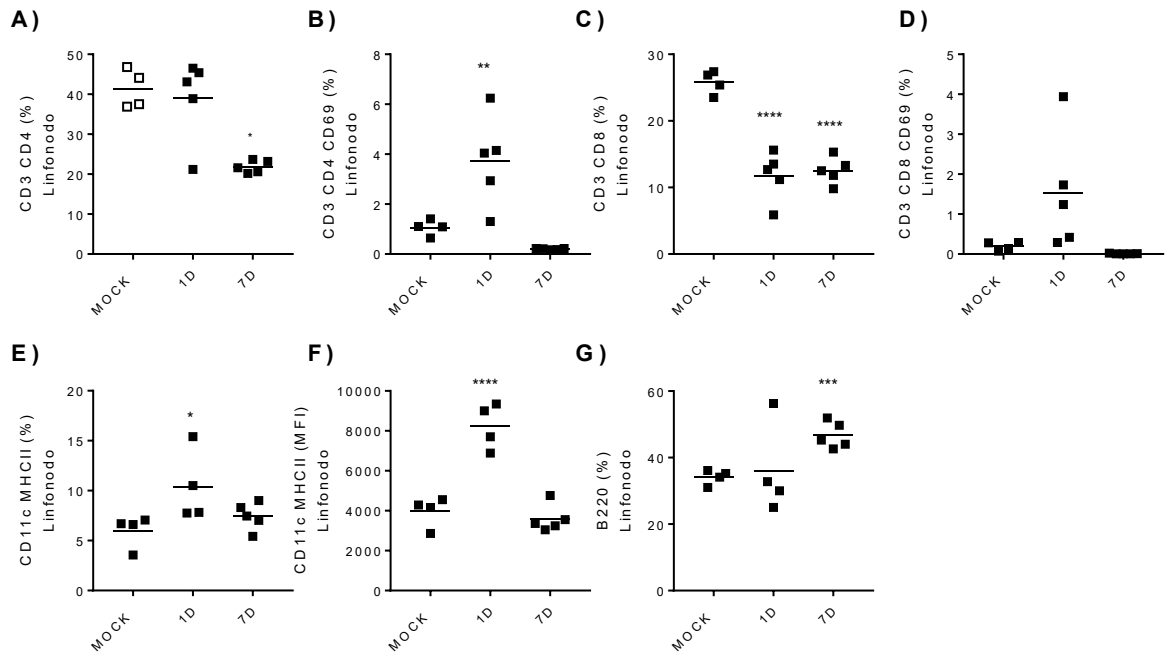 A)
CD3 CD4 (%)
Linfonodo
50
40
30
20
10
0
*
MOCK
1D
7D
B)
CD3 CD4 CD69 (%)
Linfonodo
8
6
4
2
0
**
MOCK
1D
7D
C)
CD3 CD8 (%)
Linfonodo
30
20
10
0
****
****
MOCK
1D
7D
D)
CD3 CD8 CD69 (%)
Linfonodo
5
4
3
2
1
0
MOCK
1D
7D
E)
CD11c MHCII (%)
Linfonodo
20
15
10
5
0
*
MOCK
1D
7D
F)
CD11c MHCII (MFI)
Linfonodo
10000
8000
6000
4000
2000
0
****
MOCK
1D
7D
G)
B220 (%)
Linfonodo
60
40
20
0
***
MOCK
1D
7D